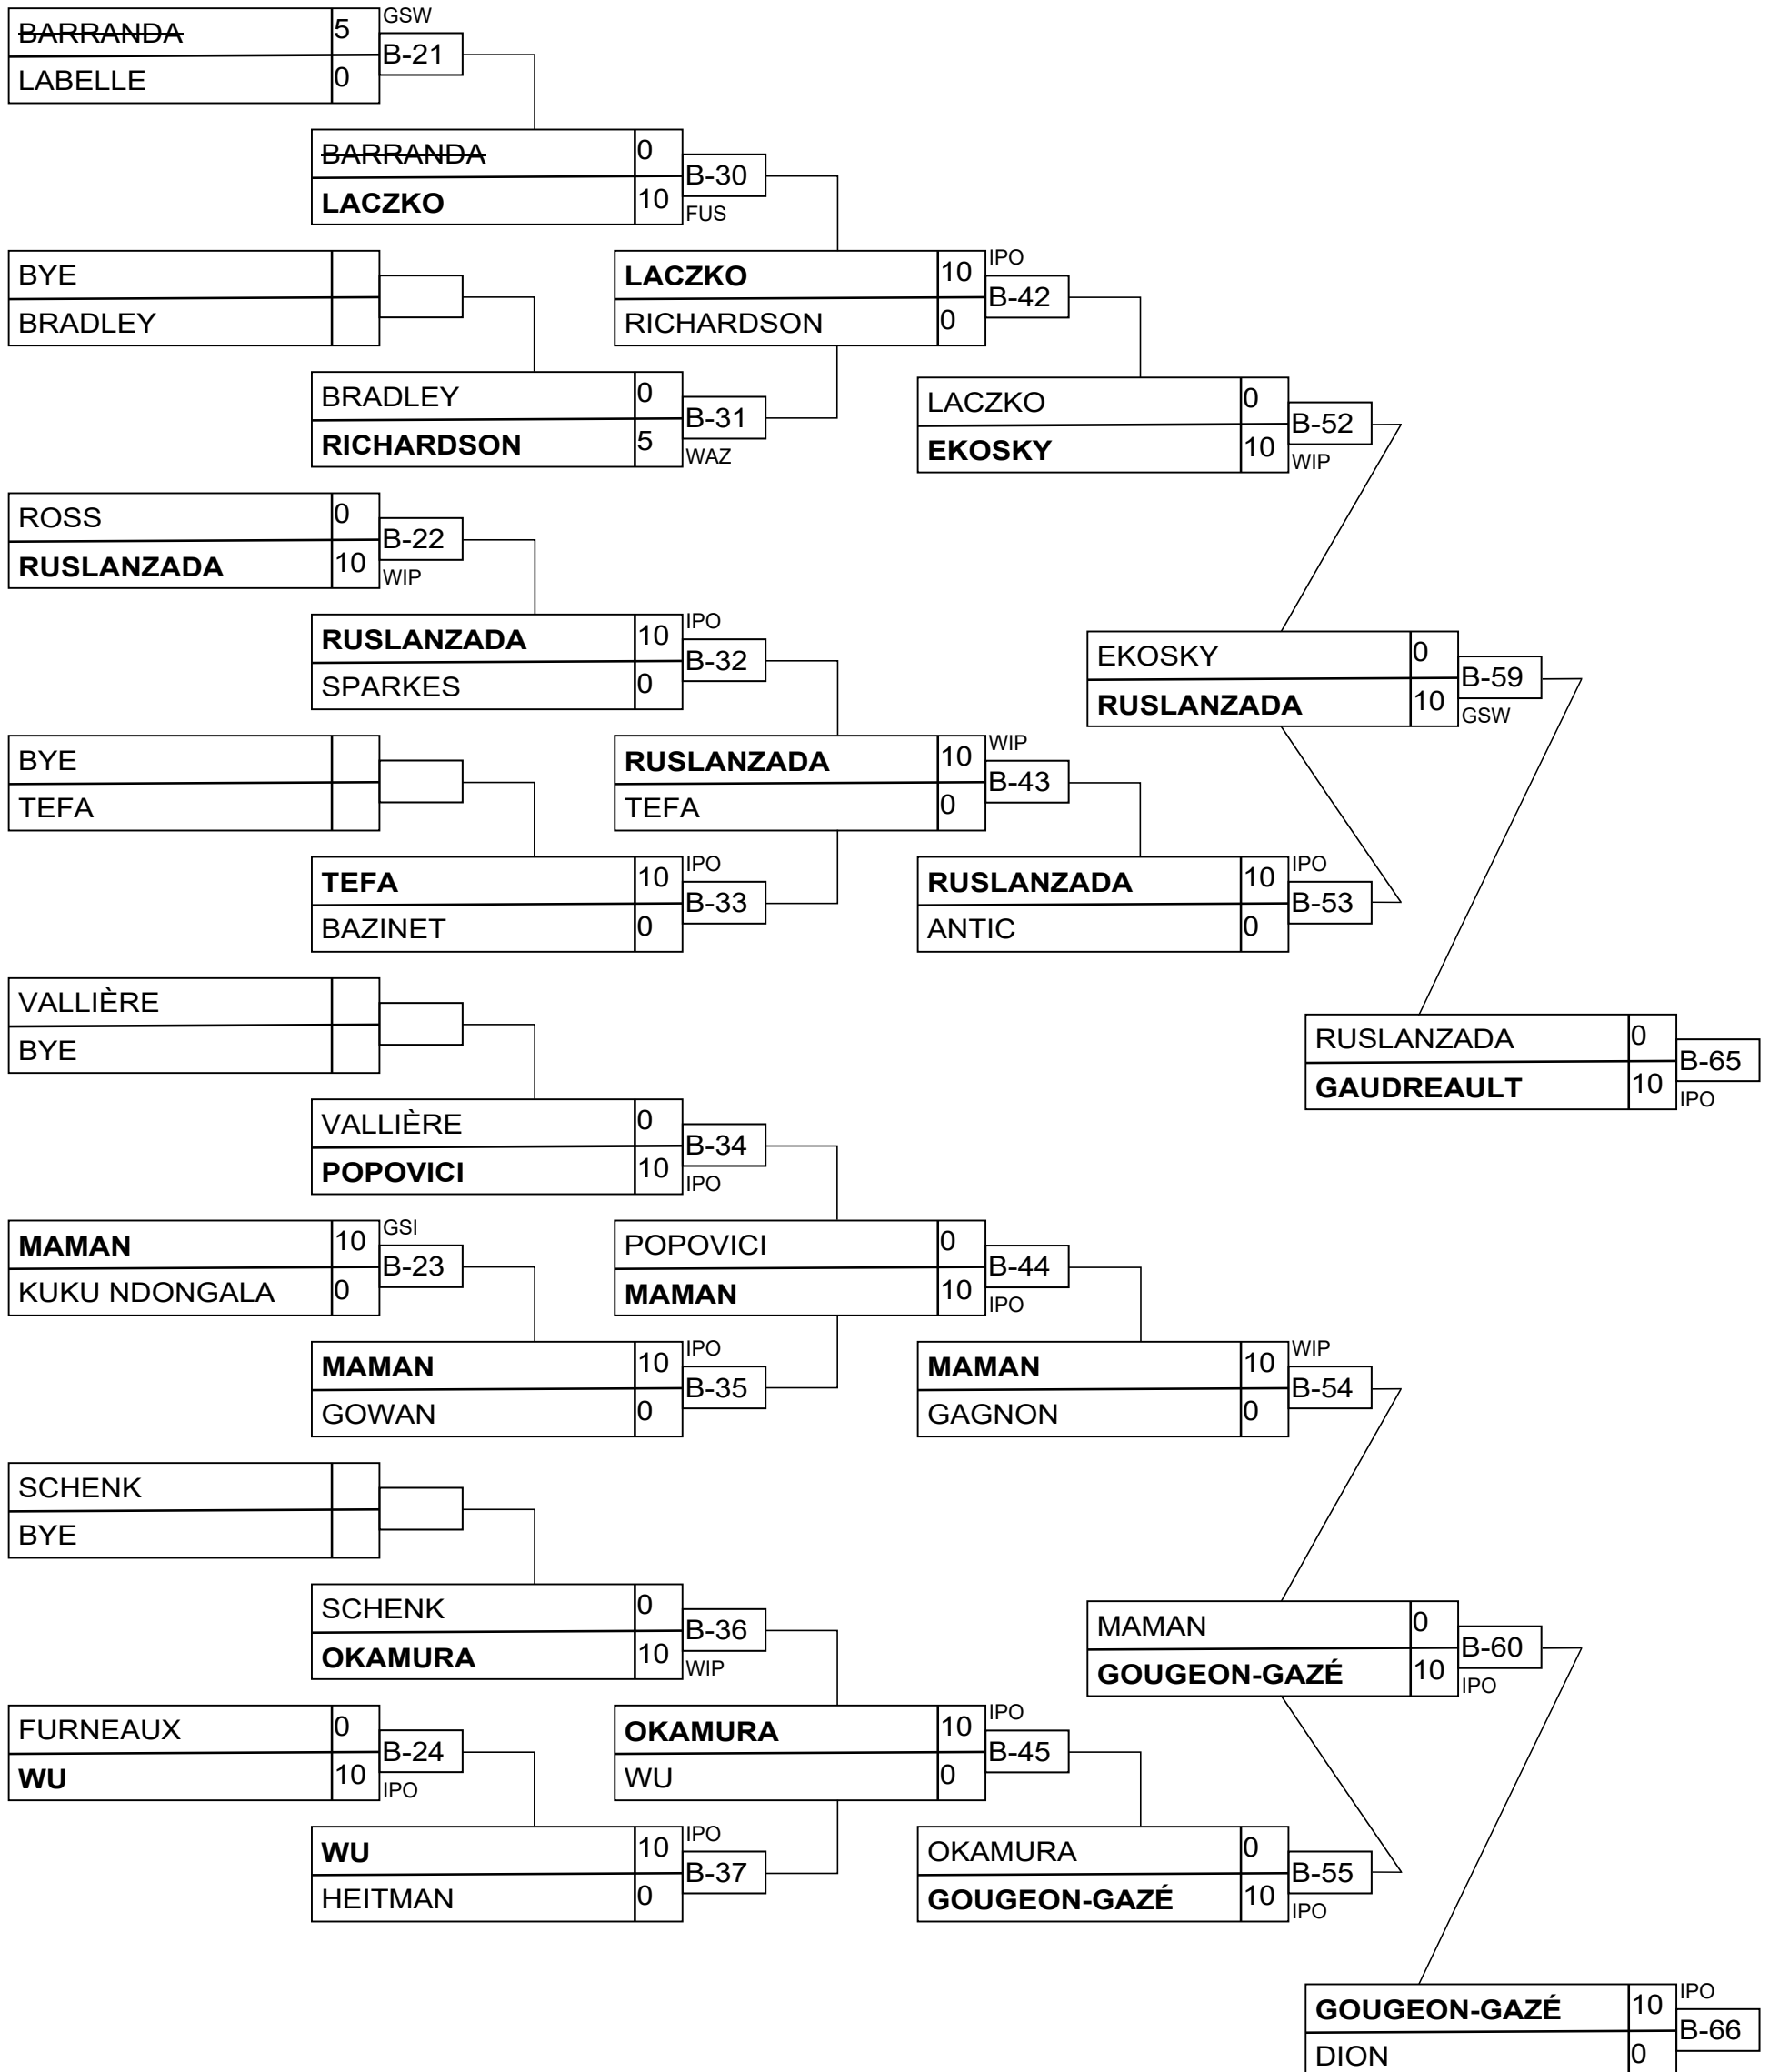 BARRANDA 5 GSW
B-21
LABELLE 0
BARRANDA 0
B-30
LACZKO 10 FUS
BYE
BRADLEY
LACZKO 10 IPO
B-42
RICHARDSON 0
BRADLEY 0
B-31
RICHARDSON 5 WAZ
LACZKO 0
B-52
EKOSKY 10 WIP
ROSS 0
B-22
RUSLANZADA 10 WIP
RUSLANZADA 10 IPO
B-32
SPARKES 0
EKOSKY 0
B-59
RUSLANZADA 10 GSW
BYE
TEFA
RUSLANZADA 10 WIP
B-43
TEFA 0
TEFA 10 IPO
B-33
BAZINET 0
RUSLANZADA 10 IPO
B-53
ANTIC 0
VALLIÈRE
BYE
RUSLANZADA 0
B-65
GAUDREAULT 10 IPO
VALLIÈRE 0
B-34
POPOVICI 10 IPO
MAMAN 10 GSI
B-23
KUKU NDONGALA 0
POPOVICI 0
B-44
MAMAN 10 IPO
MAMAN 10 IPO
B-35
GOWAN 0
MAMAN 10 WIP
B-54
GAGNON 0
SCHENK
BYE
SCHENK 0
B-36
OKAMURA 10 WIP
MAMAN 0
B-60
GOUGEON-GAZÉ 10 IPO
FURNEAUX 0
B-24
WU 10 IPO
OKAMURA 10 IPO
B-45
WU 0
WU 10 IPO
B-37
HEITMAN 0
OKAMURA 0
B-55
GOUGEON-GAZÉ 10 IPO
GOUGEON-GAZÉ 10 IPO
B-66
DION 0